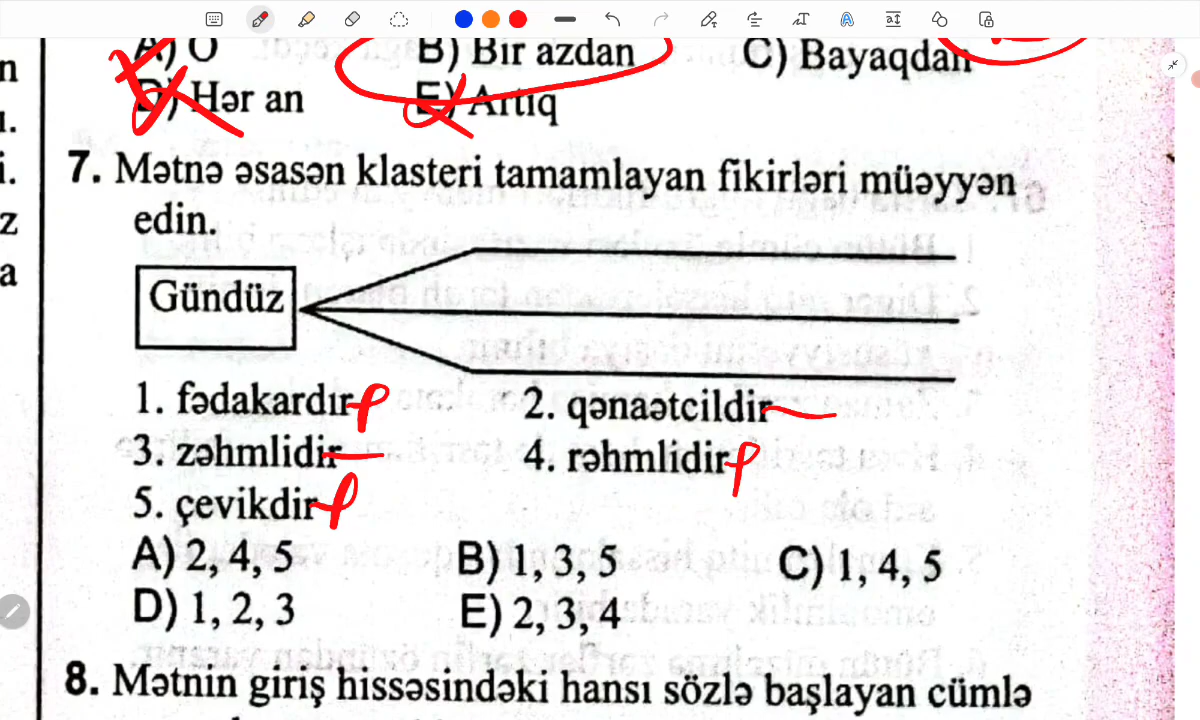 A) O B) Bir azdan C) Bayaqdan
n D) Hər an E) Artıq
ı.
i. 7. Mətnə əsasən klasteri tamamlayan fikirləri müəyyən
z edin.
a
Gündüz
1. fədakardır 2. qənaətcildir
3. zəhmlidir 4. rəhmlidir
5. çevikdir
A) 2, 4, 5 B) 1, 3, 5 C) 1, 4, 5
D) 1, 2, 3 E) 2, 3, 4
8. Mətnin giriş hissəsindəki hansı sözlə başlayan cümlə